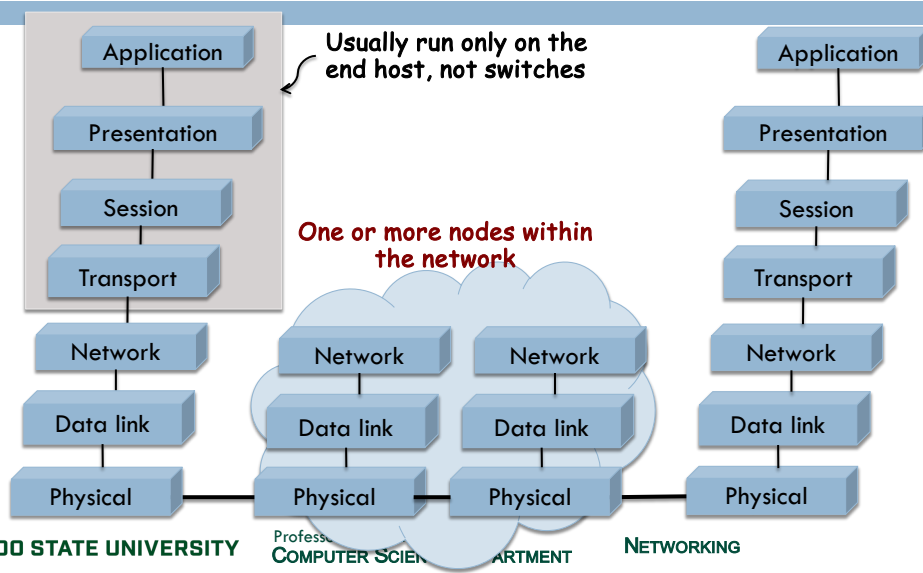 Application
Presentation
Session
Transport
Network
Data link
Physical
Usually run only on the
end host, not switches
One or more nodes within
the network
Network
Data link
Physical
Network
Data link
Physical
Application
Presentation
Session
Transport
Network
Data link
Physical
STATE UNIVERSITY
COMPUTER
NETWORKING